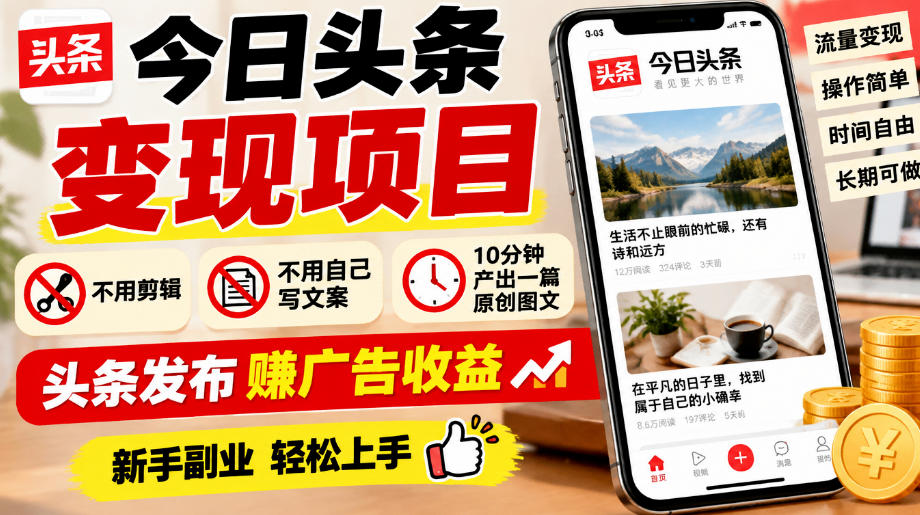 头条
今日头条
变现项目
不用剪辑
不用自己
写文案
10分钟
产出一篇
原创图文
头条发布 赚广告收益
新手副业 轻松上手
头条
今日头条
看见更大的世界
生活不止眼前的忙碌，还有
诗和远方
12万阅读 324评论 3天前
在平凡的日子里，找到
属于自己的小确幸
8.6万阅读 197评论 5天前
首页
视频
消息
流量变现
操作简单
时间自由
长期可做
¥